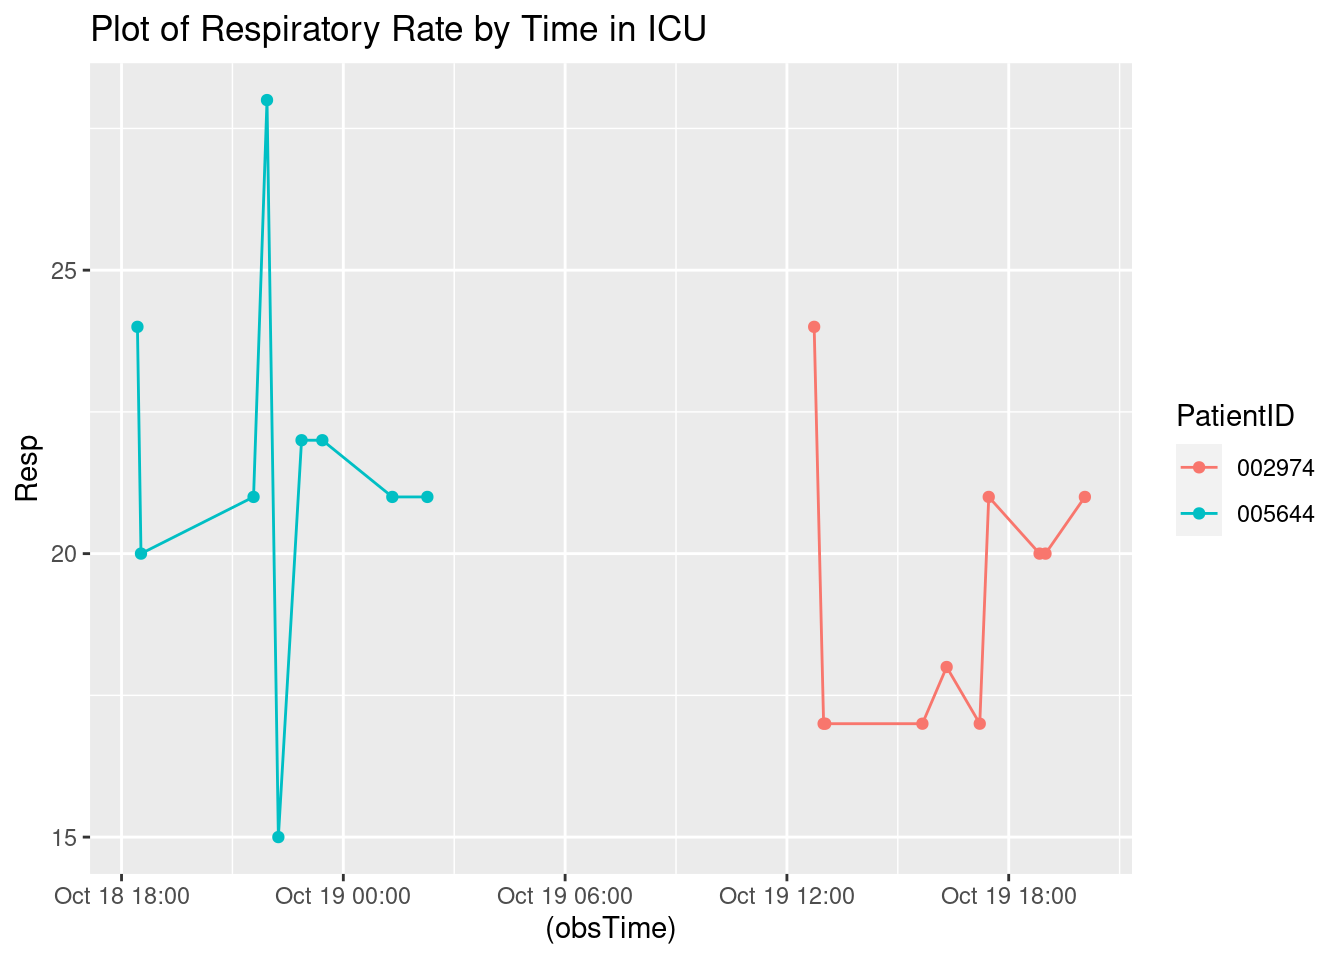 Plot of Respiratory Rate by Time in ICU
Resp
25
20
15
Oct 18 18:00
Oct 19 00:00
Oct 19 06:00
Oct 19 12:00
Oct 19 18:00
(obsTime)
PatientID
002974
005644